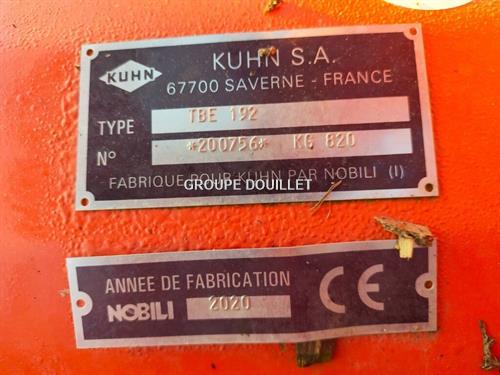 KUHN
KUHN S.A.
67700 SAVERNE - FRANCE
TYPE TBE 192
N° *200756* KG 820
FABRIQUE POUR KUHN PAR NOBILI (I)
GROUPE DOUILLET
ANNEE DE FABRICATION
NOBILI 2020
CE